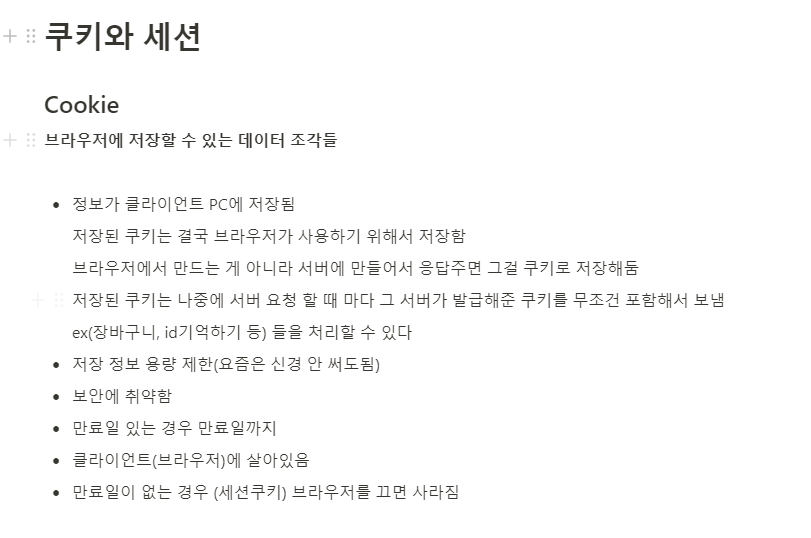 쿠키와 세션
Cookie
브라우저에 저장할 수 있는 데이터 조각들
• 정보가 클라이언트 PC에 저장됨
저장된 쿠키는 결국 브라우저가 사용하기 위해서 저장함
브라우저에서 만드는 게 아니라 서버에 만들어서 응답주면 그걸 쿠키로 저장해둠
저장된 쿠키는 나중에 서버 요청 할 때 마다 그 서버가 발급해준 쿠키를 무조건 포함해서 보냄
ex(장바구니, id기억하기 등) 들을 처리할 수 있다
• 저장 정보 용량 제한(요즘은 신경 안 써도됨)
• 보안에 취약함
• 만료일 있는 경우 만료일까지
• 클라이언트(브라우저)에 살아있음
• 만료일이 없는 경우 (세션쿠키) 브라우저를 끄면 사라짐